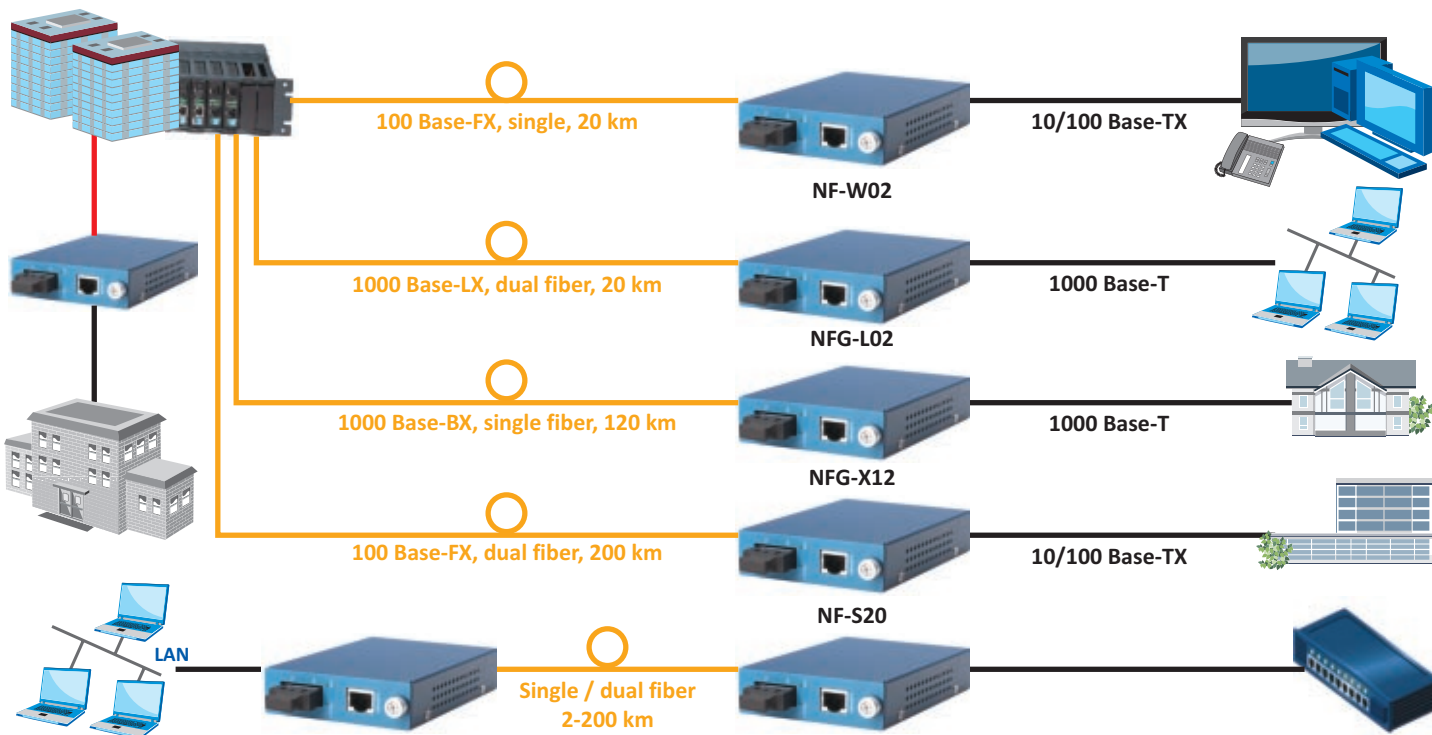 100 Base-FX, single, 20 km
10/100 Base-TX
NF-W02
1000 Base-LX, dual fiber, 20 km
1000 Base-T
NFG-L02
1000 Base-BX, single fiber, 120 km
1000 Base-T
NFG-X12
100 Base-FX, dual fiber, 200 km
10/100 Base-TX
NF-S20
LAN
Single / dual fiber
2-200 km